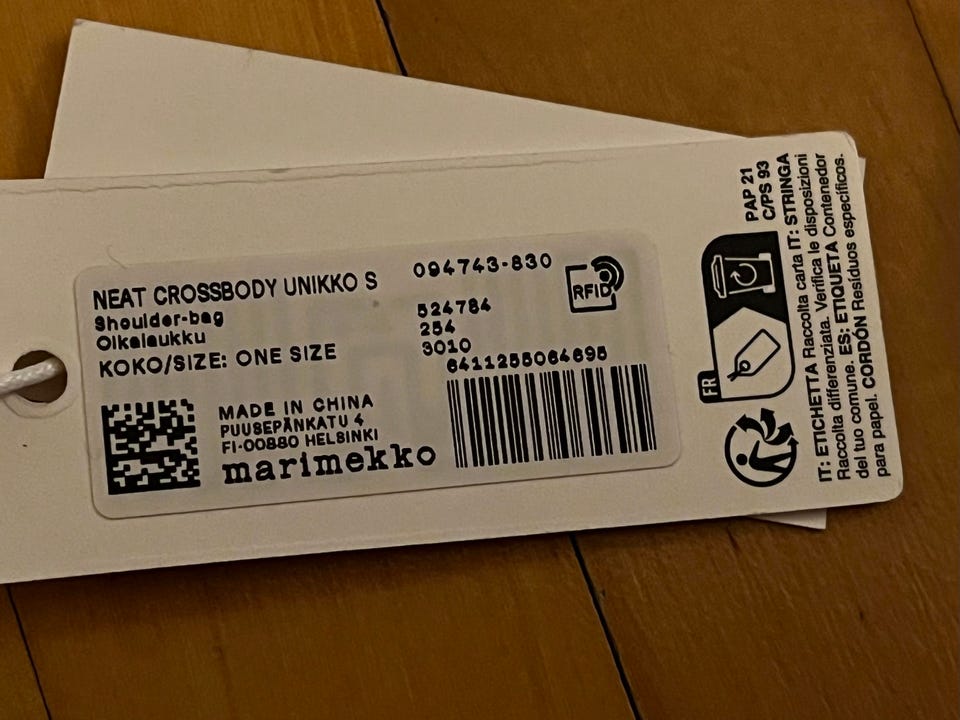 NEAT CROSSBODY UNIKKO S
Shoulder-bag
Olkalaukku
KOKO/SIZE: ONE SIZE
094743-830
524784
254
3010
6411255064695
RFID
MADE IN CHINA
PUUSEPÄNKATU 4
FI-00880 HELSINKI
marimekko
PAP 21
C/PS 93
FR
IT: ETICHETTA Raccolta carta IT: STRINGA
Raccolta differenziata. Verifica le disposizioni
del tuo comune. ES: ETIQUETA Contenedor
para papel. CORDÓN Residuos específicos.